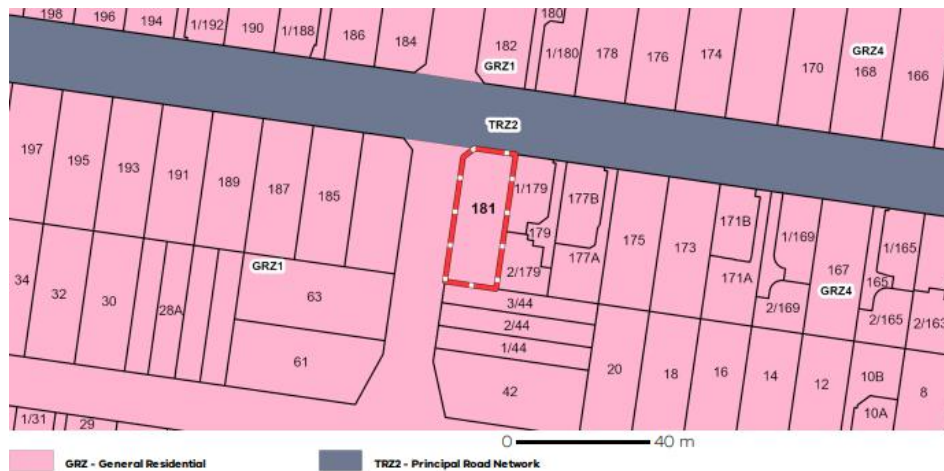 198 196 194 1/192 190 1/188 186 184 182 180 1/180 178 176 174 170 GRZ4 168 166
GRZ1
TRZ2
197 195 193 191 189 187 185 181 1/179 179 2/179 177B 177A 175 173 171B 171A 1/169 2/169 167 GRZ4 165 1/165 2/165 2/163
GRZ1
34 32 30 28A 63 61 3/44 2/44 1/44 42 20 18 16 14 12 10B 10A 8
1/31 29
0 40 m
GRZ - General Residential TRZ2 - Principal Road Network